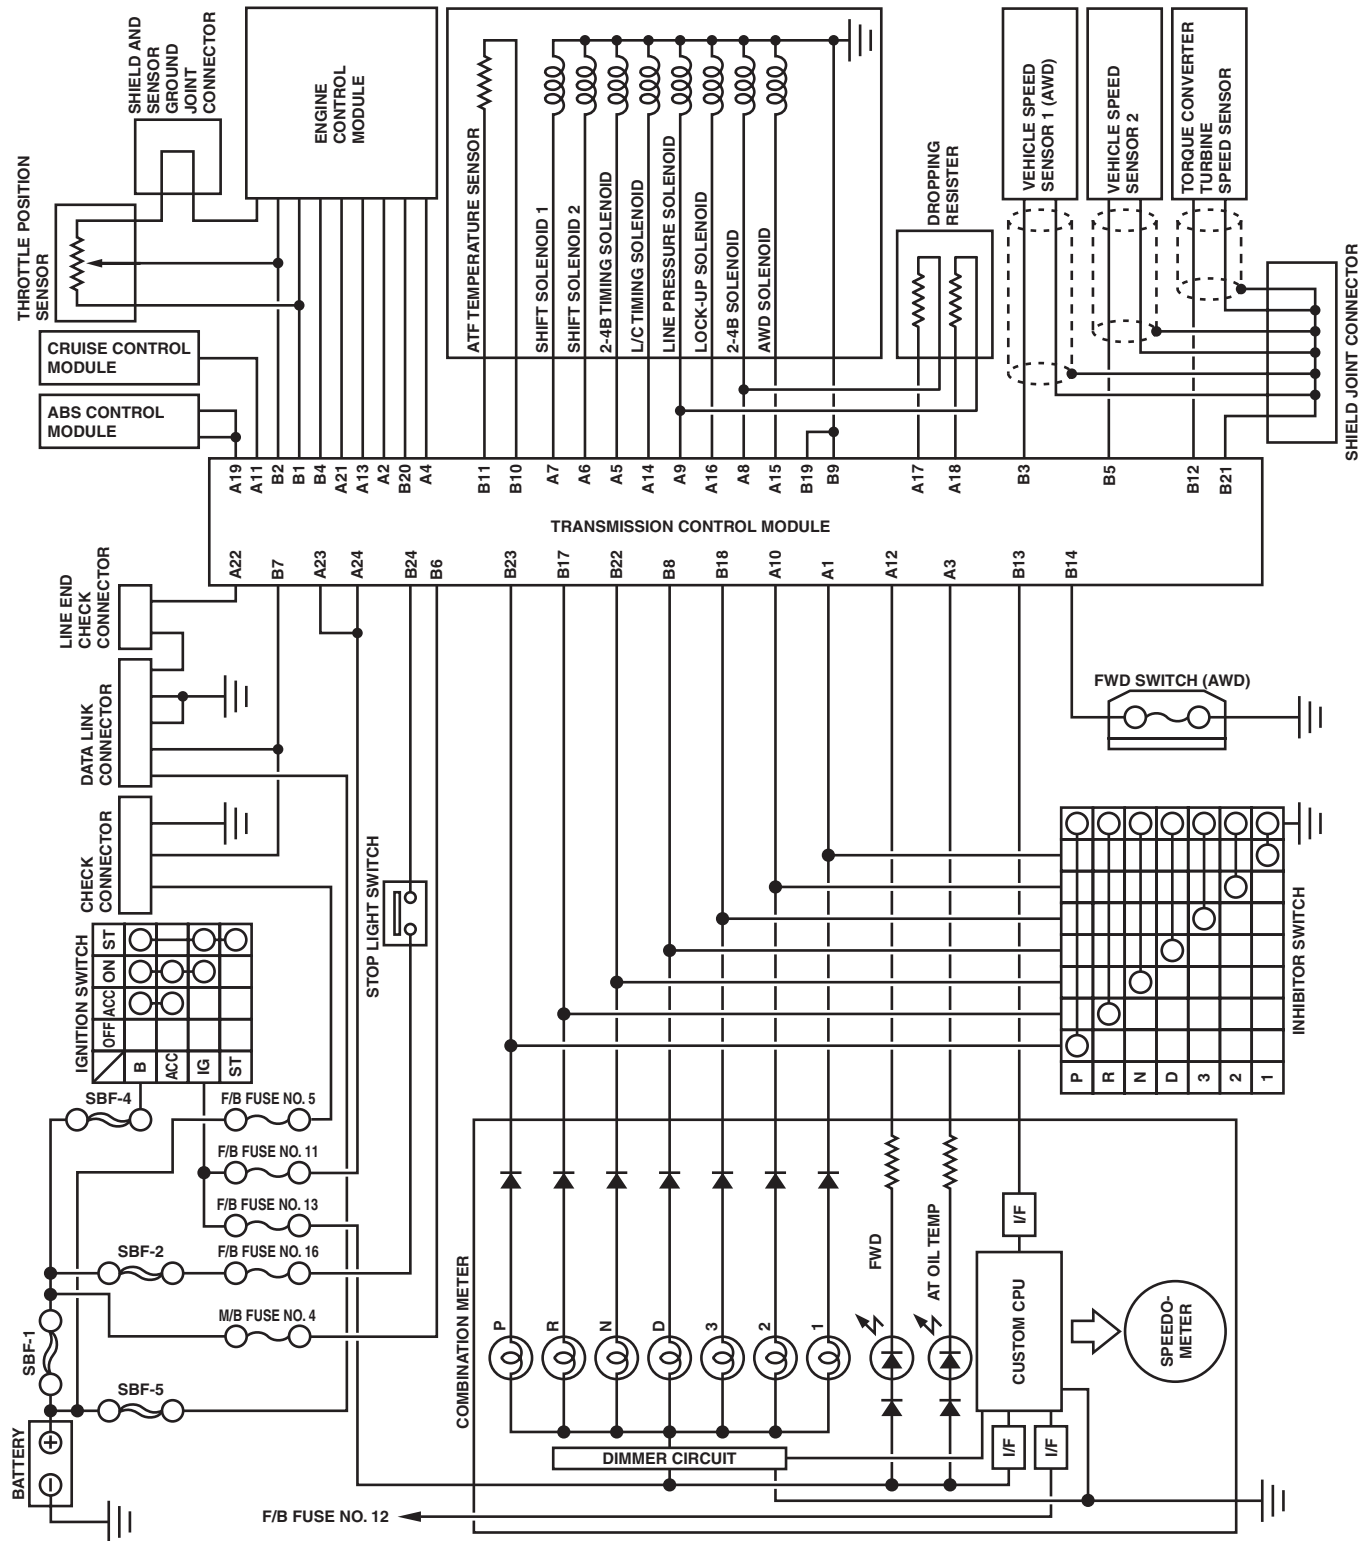 SHIELD AND
SENSOR
GROUND
JOINT
CONNECTOR
THROTTLE POSITION
SENSOR
ENGINE
CONTROL
MODULE
CRUISE CONTROL
MODULE
ABS CONTROL
MODULE
ATF TEMPERATURE SENSOR
SHIFT SOLENOID 1
SHIFT SOLENOID 2
2-4B TIMING SOLENOID
L/C TIMING SOLENOID
LINE PRESSURE SOLENOID
LOCK-UP SOLENOID
2-4B SOLENOID
AWD SOLENOID
DROPPING
RESISTER
VEHICLE SPEED
SENSOR 1 (AWD)
VEHICLE SPEED
SENSOR 2
TORQUE CONVERTER
TURBINE
SPEED SENSOR
SHIELD JOINT CONNECTOR
A19
A11
B2
B1
B4
A21
A13
A2
B20
A4
B11
B10
A7
A6
A5
A14
A9
A16
A8
A15
B19
B9
A17
A18
B3
B5
B12
B21
TRANSMISSION CONTROL MODULE
A22
B7
A23
A24
B24
B6
B23
B17
B22
B8
B18
A10
A1
A12
A3
B13
B14
LINE END
CHECK
CONNECTOR
DATA LINK
CONNECTOR
CHECK
CONNECTOR
FWD SWITCH (AWD)
STOP LIGHT SWITCH
IGNITION SWITCH
OFF
ACC
ON
ST
B
ACC
IG
ST
INHIBITOR SWITCH
P
R
N
D
3
2
1
SBF-4
F/B FUSE NO. 5
F/B FUSE NO. 11
F/B FUSE NO. 13
SBF-2
F/B FUSE NO. 16
M/B FUSE NO. 4
SBF-1
SBF-5
BATTERY
COMBINATION METER
P
R
N
D
3
2
1
FWD
AT OIL TEMP
I/F
CUSTOM CPU
SPEEDO-
METER
DIMMER CIRCUIT
I/F
I/F
F/B FUSE NO. 12